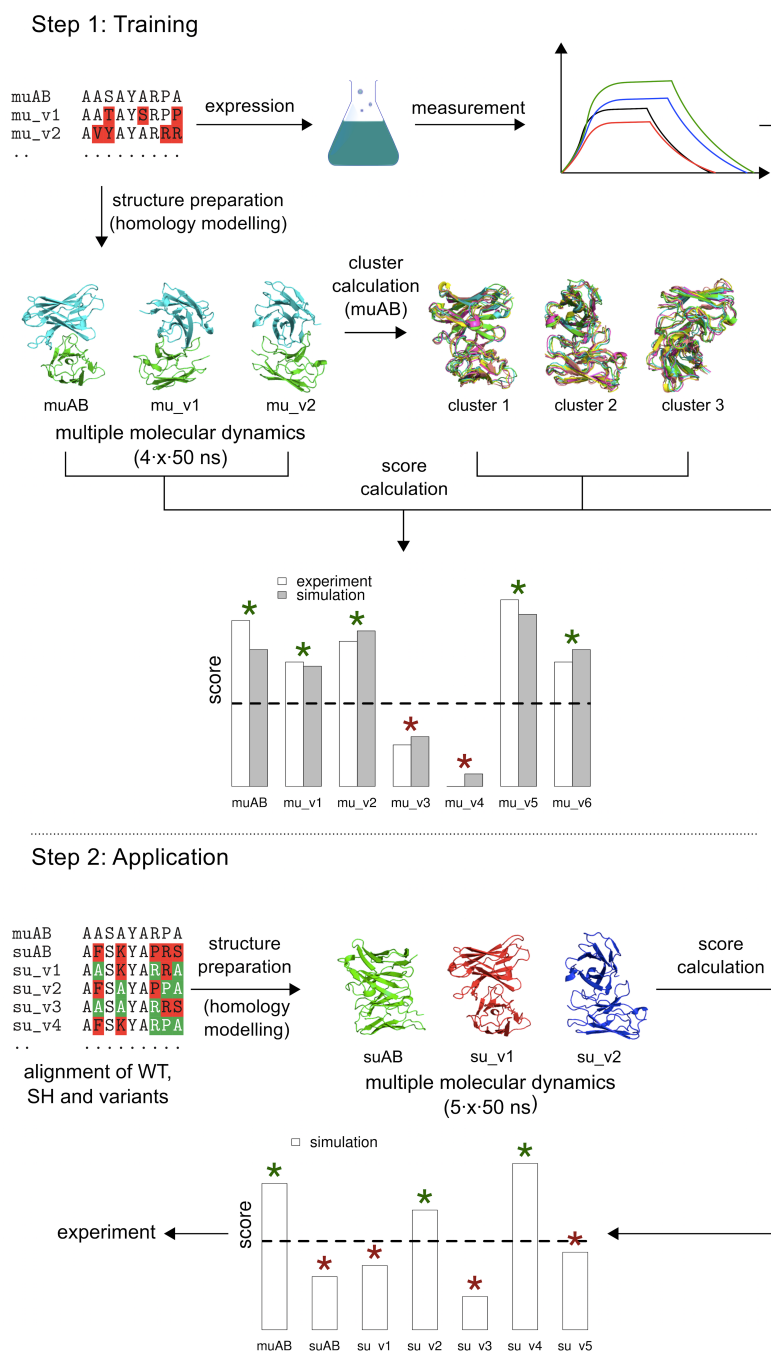 Step 1: Training
muAB AASAYARPA
mu_v1 AATAYSRPP
mu_v2 AVYAYARRR
.. .........
expression
measurement
structure preparation
(homology modelling)
cluster
calculation
(muAB)
muAB
mu_v1
mu_v2
cluster 1
cluster 2
cluster 3
multiple molecular dynamics
(4·x·50 ns)
score
calculation
experiment
simulation
score
* * * * * * *
muAB mu_v1 mu_v2 mu_v3 mu_v4 mu_v5 mu_v6
Step 2: Application
muAB AASAYARPA
suAB AFSKYAPRS
su_v1 AASKYARRA
su_v2 AFSAYAPPA
su_v3 AASAYARRS
su_v4 AFSKYARPA
.. .........
structure
preparation
(homology
modelling)
score
calculation
suAB
su_v1
su_v2
alignment of WT,
SH and variants
multiple molecular dynamics
(5·x·50 ns)
simulation
experiment
score
* * * * * * *
muAB suAB su_v1 su_v2 su_v3 su_v4 su_v5